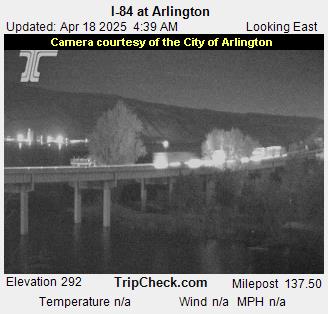 I-84 at Arlington
Updated: Apr 18 2025 4:39 AM Looking East
Camera courtesy of the City of Arlington
Elevation 292 TripCheck.com Milepost 137.50
Temperature n/a Wind n/a MPH n/a